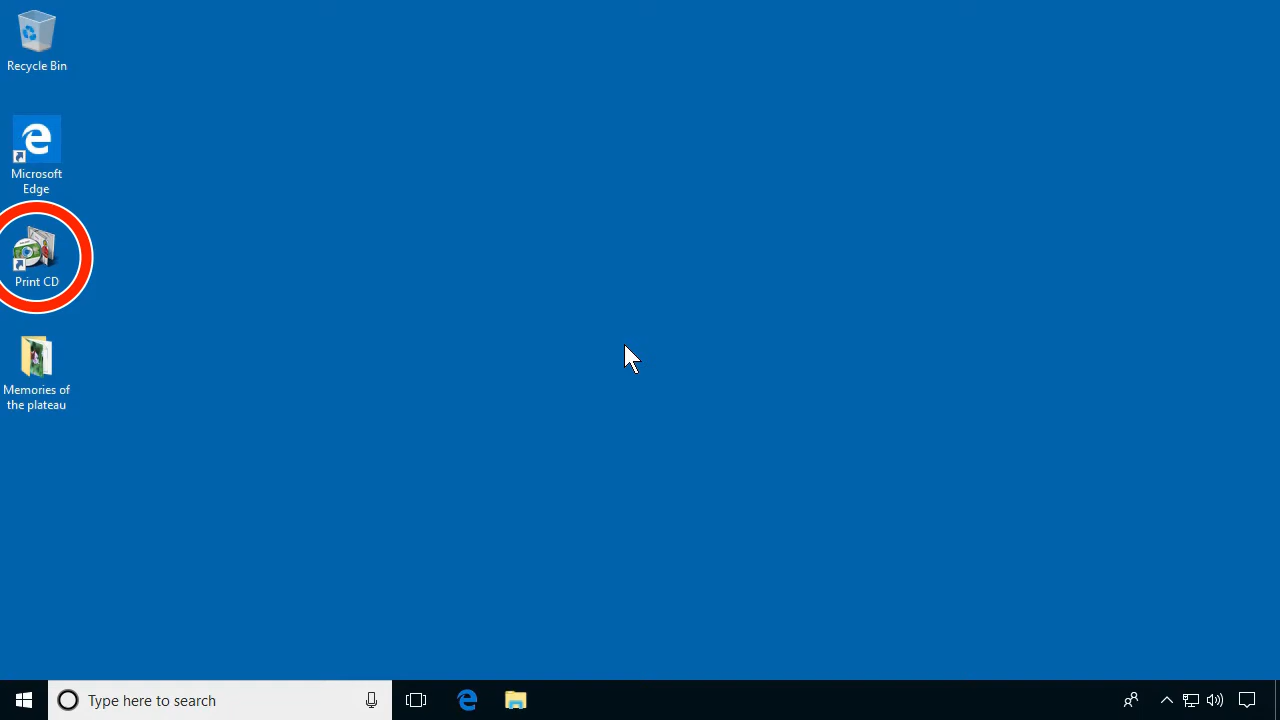 Recycle Bin
Microsoft
Edge
Print CD
Memories of
the plateau
Type here to search